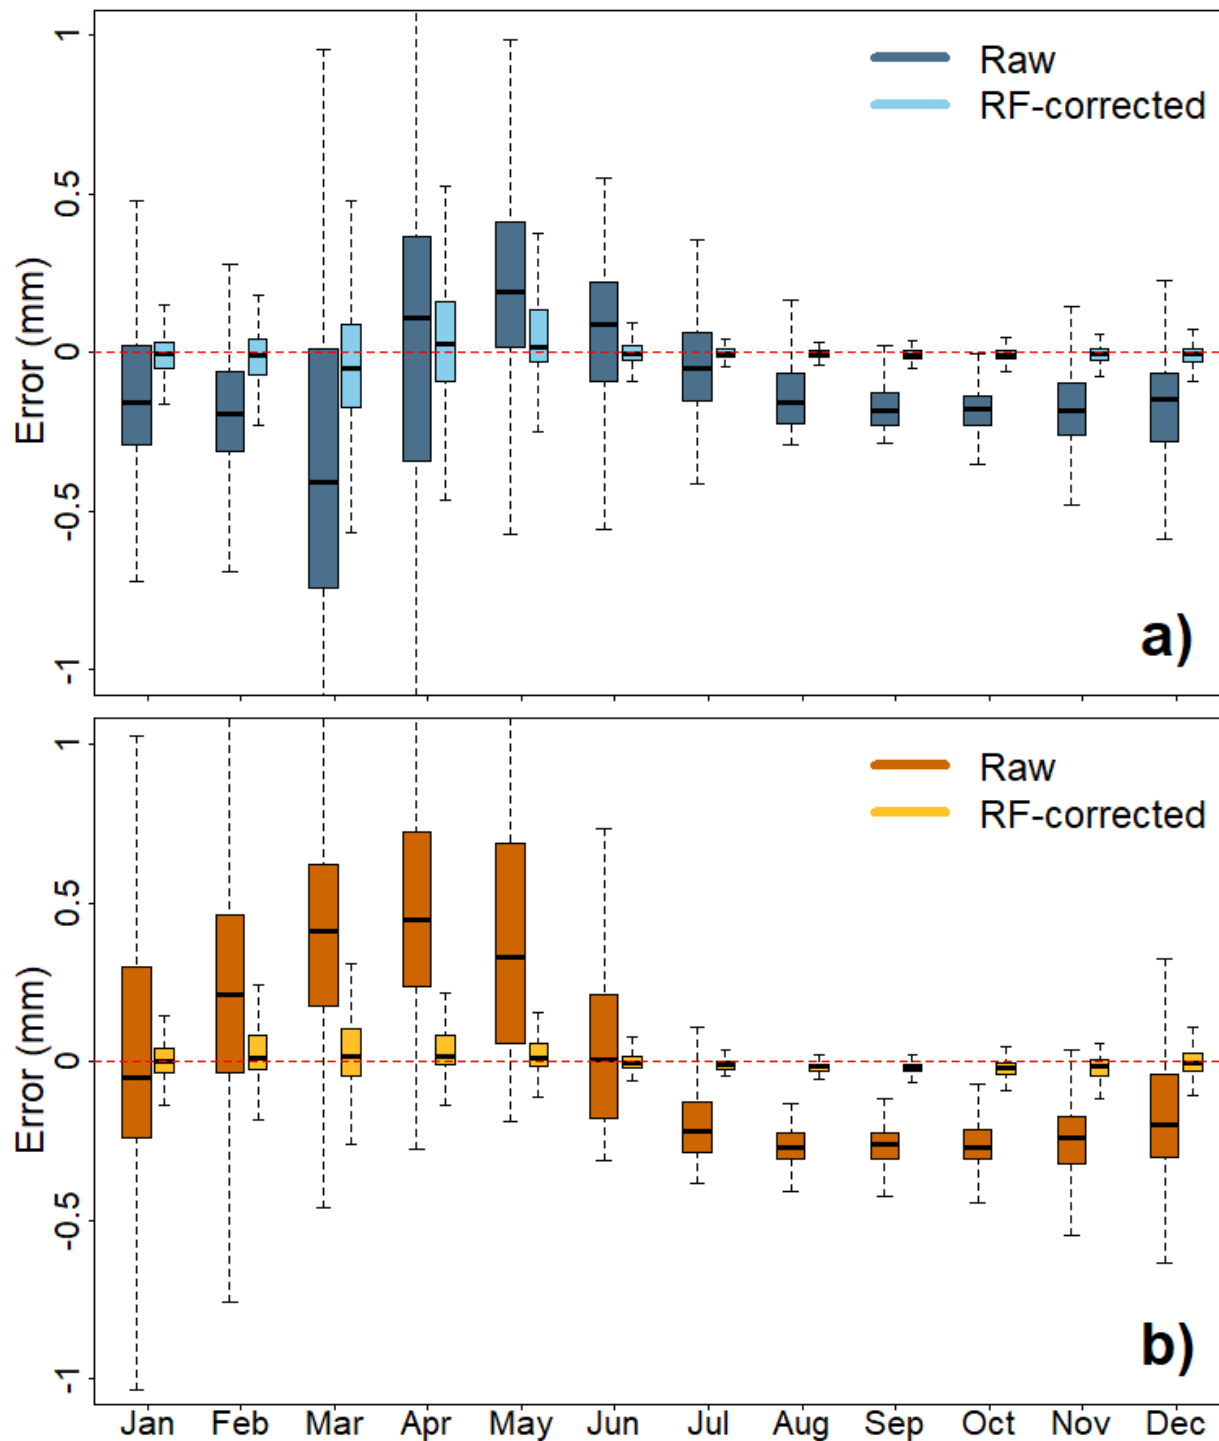 1
0.5
0
-0.5
-1
Error (mm)
Raw
RF-corrected
a)
1
0.5
0
-0.5
-1
Error (mm)
Raw
RF-corrected
b)
Jan Feb Mar Apr May Jun Jul Aug Sep Oct Nov Dec